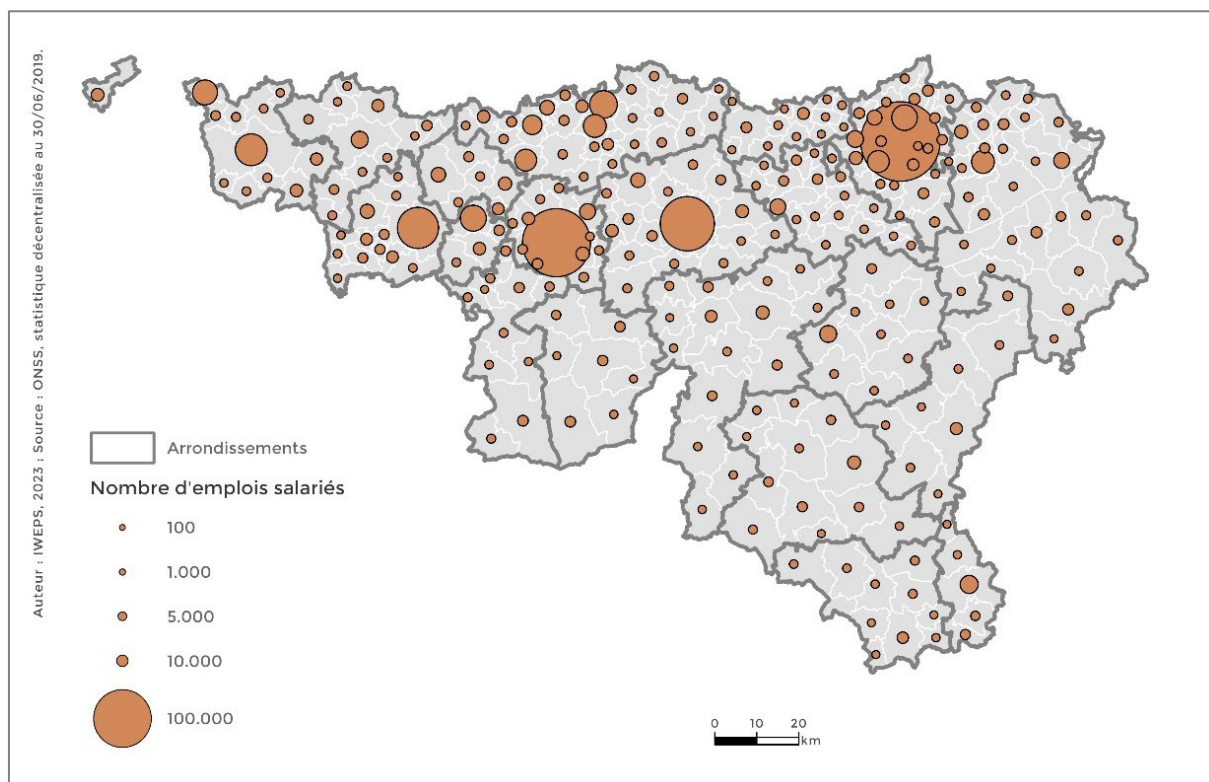 Auteur : IWEPS, 2023 ; Source : ONSS, statistique décentralisée au 30/06/2019.
Arrondissements
Nombre d'emplois salariés
100
1.000
5.000
10.000
100.000
0 10 20
km